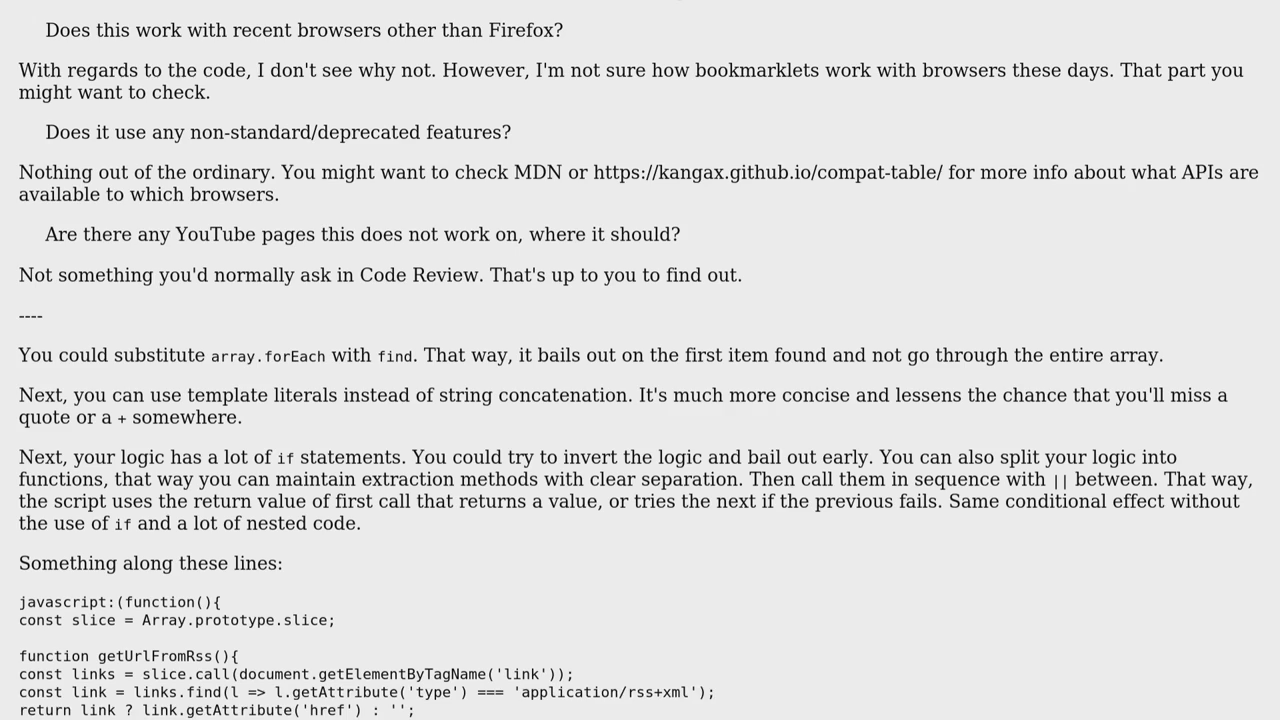 Does this work with recent browsers other than Firefox?
With regards to the code, I don't see why not. However, I'm not sure how bookmarklets work with browsers these days. That part you
might want to check.
Does it use any non-standard/deprecated features?
Nothing out of the ordinary. You might want to check MDN or https://kangax.github.io/compat-table/ for more info about what APIs are
available to which browsers.
Are there any YouTube pages this does not work on, where it should?
Not something you'd normally ask in Code Review. That's up to you to find out.
----
You could substitute array.forEach with find. That way, it bails out on the first item found and not go through the entire array.
Next, you can use template literals instead of string concatenation. It's much more concise and lessens the chance that you'll miss a
quote or a + somewhere.
Next, your logic has a lot of if statements. You could try to invert the logic and bail out early. You can also split your logic into
functions, that way you can maintain extraction methods with clear separation. Then call them in sequence with || between. That way,
the script uses the return value of first call that returns a value, or tries the next if the previous fails. Same conditional effect without
the use of if and a lot of nested code.
Something along these lines:
javascript:(function(){
const slice = Array.prototype.slice;
function getUrlFromRss(){
const links = slice.call(document.getElementByTagName('link'));
const link = links.find(l => l.getAttribute('type') === 'application/rss+xml');
return link ? link.getAttribute('href') : '';